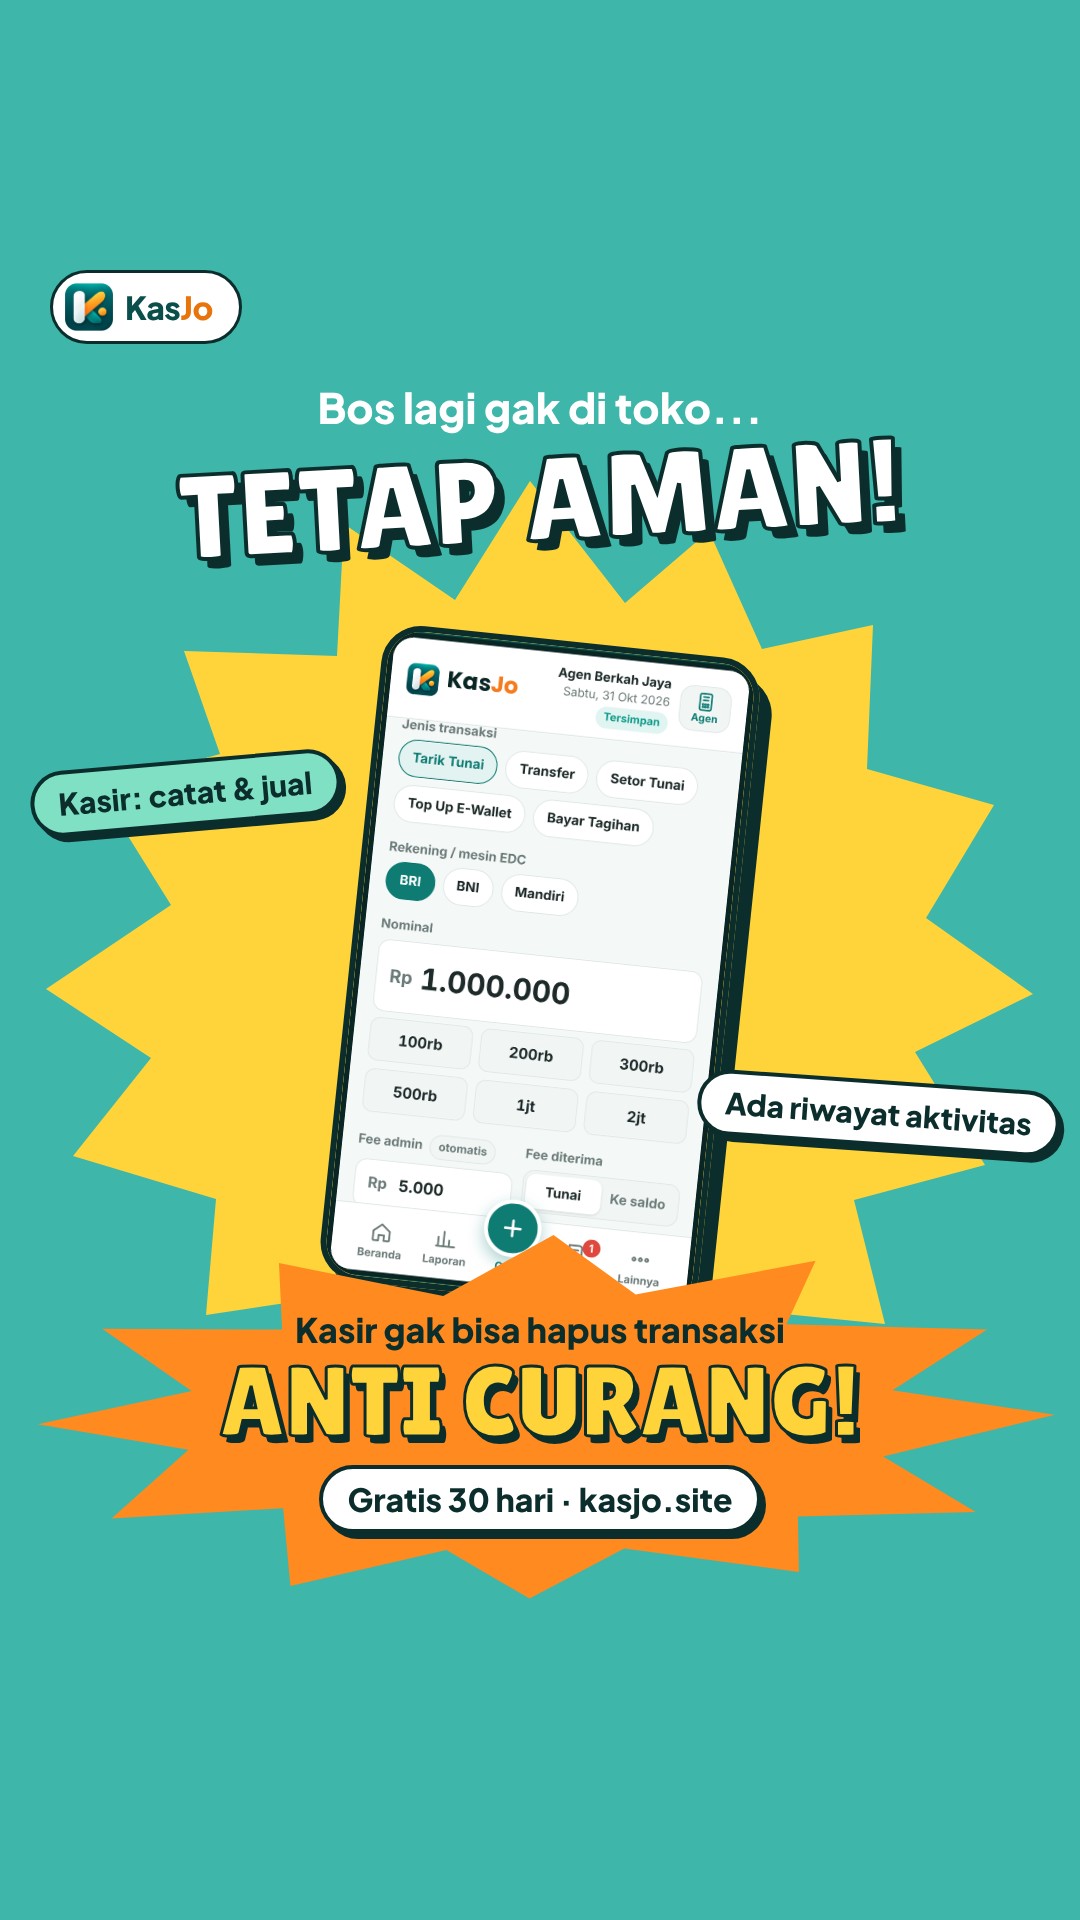 KasJo
Bos lagi gak di toko...
TETAP AMAN!
KasJo
Agen Berkah Jaya
Sabtu, 31 Okt 2026
Tersimpan
Agen
Jenis transaksi
Tarik Tunai
Transfer
Setor Tunai
Top Up E-Wallet
Bayar Tagihan
Kasir: catat & jual
Rekening / mesin EDC
BRI
BNI
Mandiri
Nominal
Rp 1.000.000
100rb
200rb
300rb
500rb
1jt
2jt
Ada riwayat aktivitas
Fee admin
otomatis
Fee diterima
Rp 5.000
Tunai
Ke saldo
Beranda
Laporan
1
Lainnya
Kasir gak bisa hapus transaksi
ANTI CURANG!
Gratis 30 hari · kasjo.site